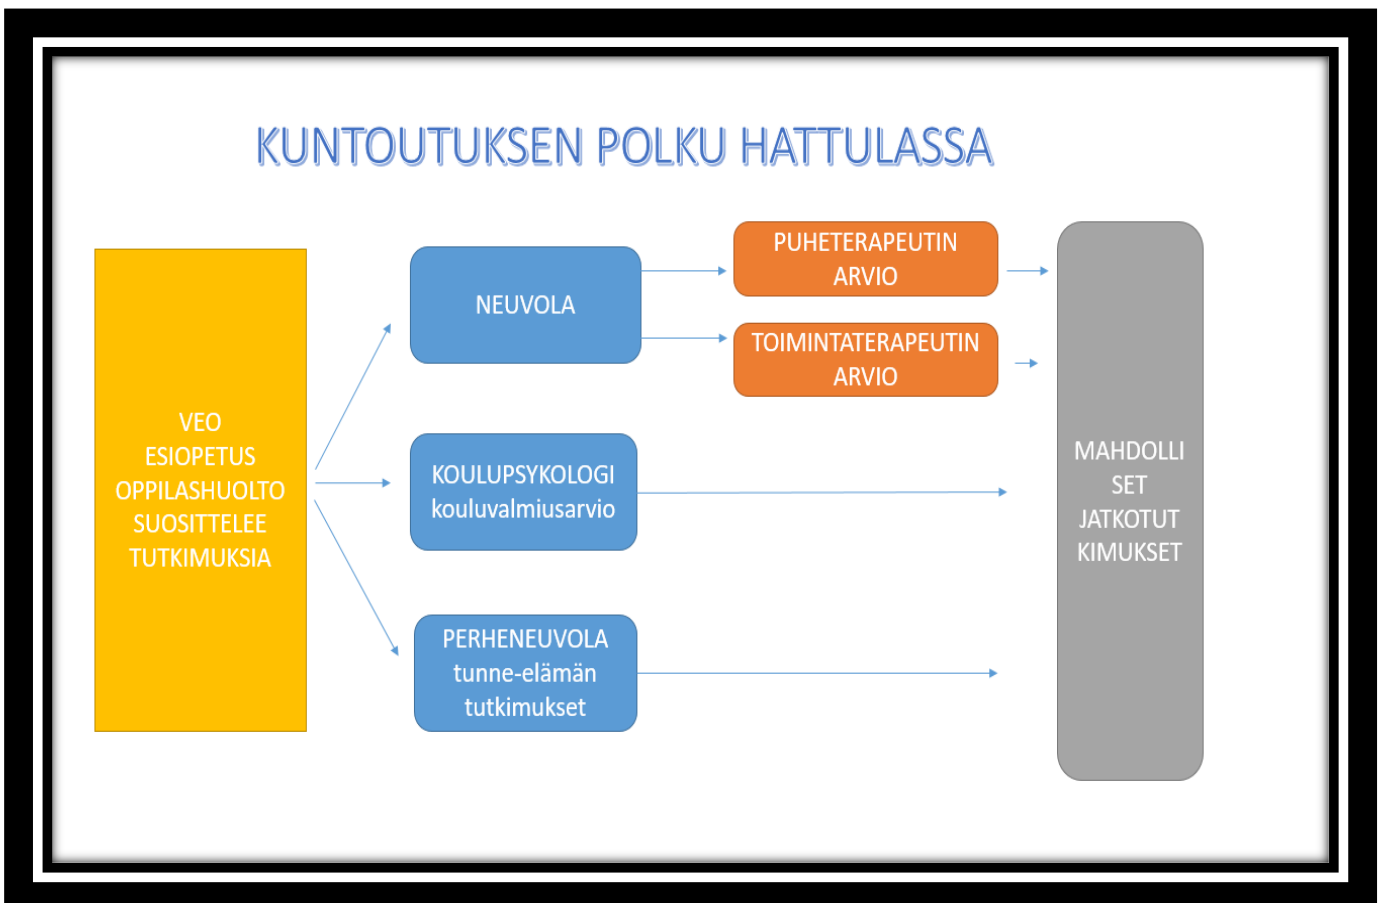 KUNTOUTUKSEN POLKU HATTULASSA
VEO
ESIOPETUS
OPPILASHUOLTO
SUOSITTELEE
TUTKIMUKSIA
NEUVOLA
PUHETERAPEUTIN
ARVIO
TOIMINTATERAPEUTIN
ARVIO
KOULUPSYKOLOGI
kouluvalmiusarvio
PERHENEUVOLA
tunne-elämän
tutkimukset
MAHDOLLI
SET
JATKOTUT
KIMUKSET